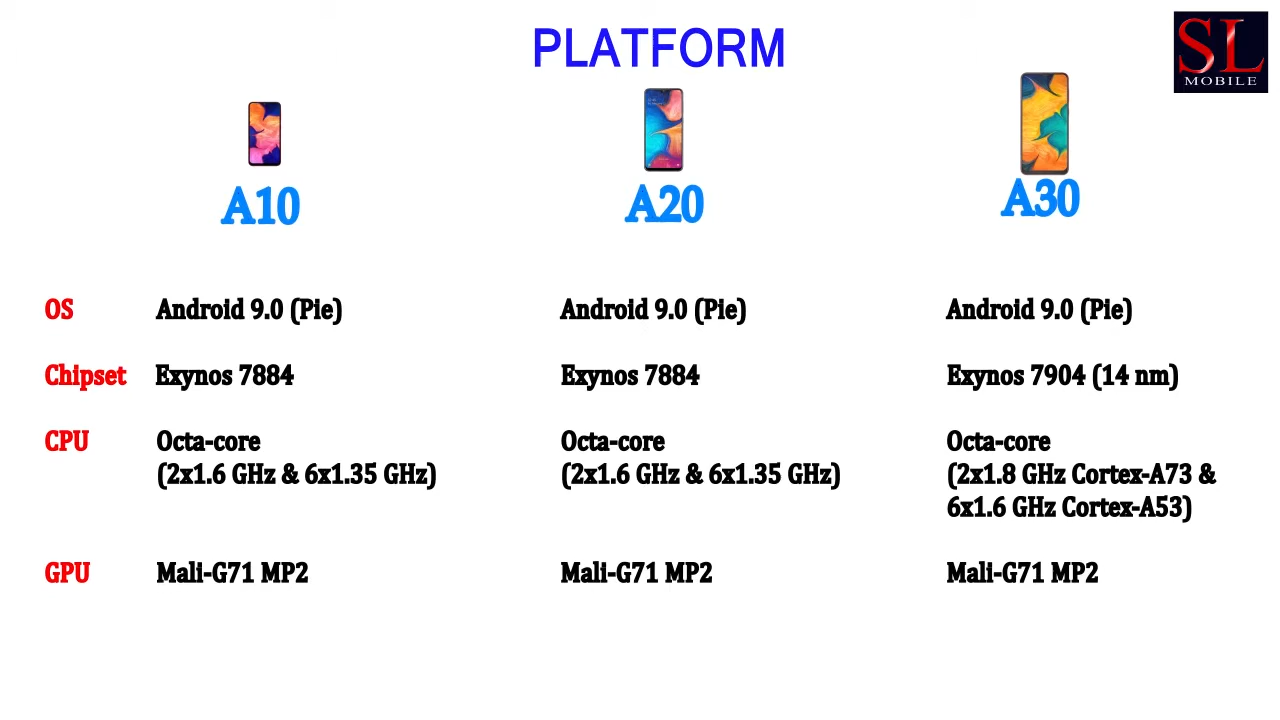 PLATFORM
SL
MOBILE
A10
A20
A30
OS
Android 9.0 (Pie)
Android 9.0 (Pie)
Android 9.0 (Pie)
Chipset
Exynos 7884
Exynos 7884
Exynos 7904 (14 nm)
CPU
Octa-core
(2x1.6 GHz & 6x1.35 GHz)
Octa-core
(2x1.6 GHz & 6x1.35 GHz)
Octa-core
(2x1.8 GHz Cortex-A73 &
6x1.6 GHz Cortex-A53)
GPU
Mali-G71 MP2
Mali-G71 MP2
Mali-G71 MP2